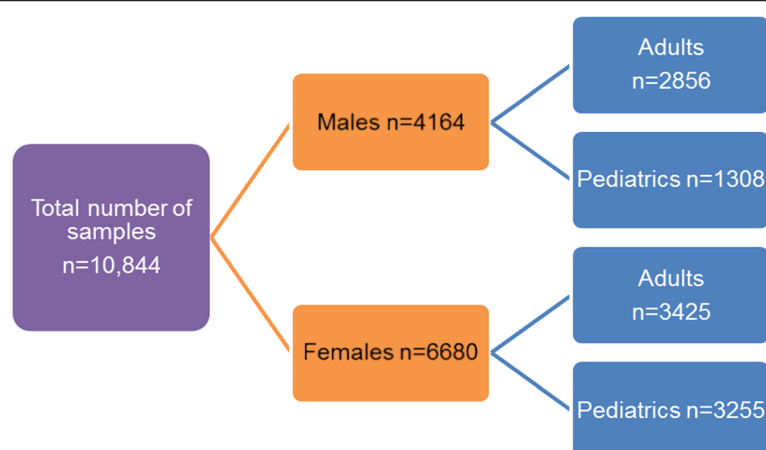 Total number of
samples
n=10,844
Males n=4164
Females n=6680
Adults
n=2856
Pediatrics n=1308
Adults
n=3425
Pediatrics n=3255